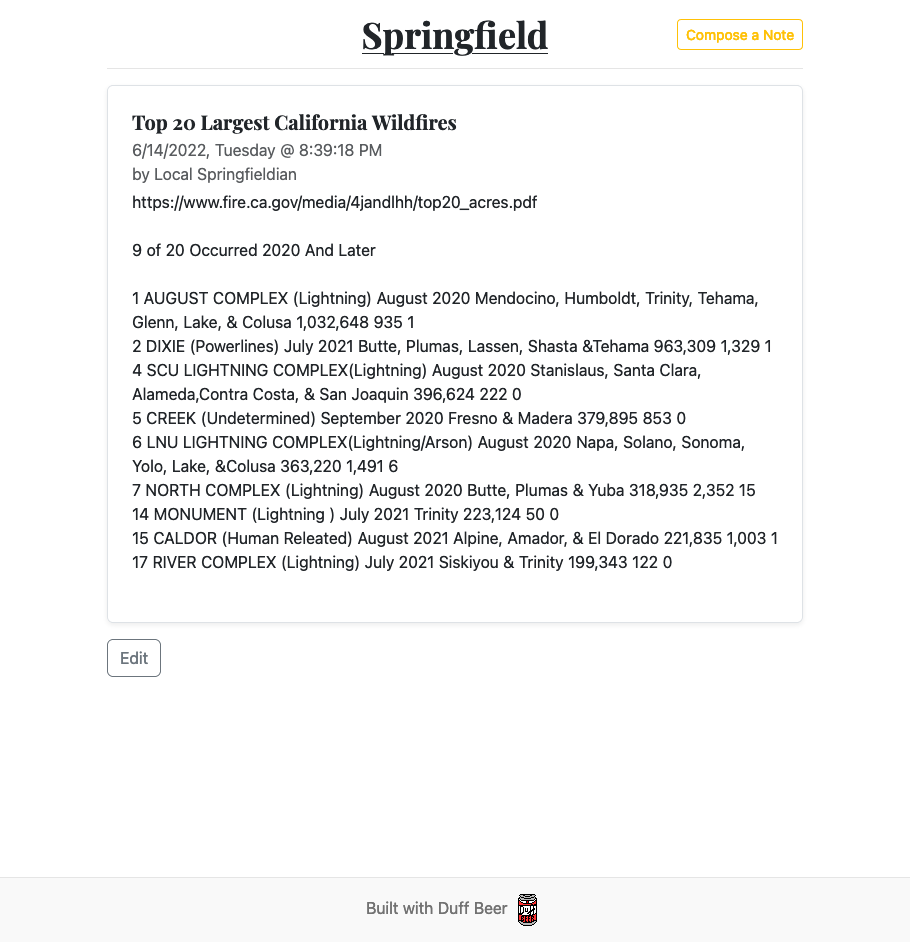 Springfield
Compose a Note
Top 20 Largest California Wildfires
6/14/2022, Tuesday @ 8:39:18 PM
by Local Springfieldian
https://www.fire.ca.gov/media/4jandlhh/top20_acres.pdf
9 of 20 Occurred 2020 And Later
1 AUGUST COMPLEX (Lightning) August 2020 Mendocino, Humboldt, Trinity, Tehama,
Glenn, Lake, & Colusa 1,032,648 935 1
2 DIXIE (Powerlines) July 2021 Butte, Plumas, Lassen, Shasta &Tehama 963,309 1,329 1
4 SCU LIGHTNING COMPLEX(Lightning) August 2020 Stanislaus, Santa Clara,
Alameda,Contra Costa, & San Joaquin 396,624 222 0
5 CREEK (Undetermined) September 2020 Fresno & Madera 379,895 853 0
6 LNU LIGHTNING COMPLEX(Lightning/Arson) August 2020 Napa, Solano, Sonoma,
Yolo, Lake, &Colusa 363,220 1,491 6
7 NORTH COMPLEX (Lightning) August 2020 Butte, Plumas & Yuba 318,935 2,352 15
14 MONUMENT (Lightning ) July 2021 Trinity 223,124 50 0
15 CALDOR (Human Releated) August 2021 Alpine, Amador, & El Dorado 221,835 1,003 1
17 RIVER COMPLEX (Lightning) July 2021 Siskiyou & Trinity 199,343 122 0
Edit
Built with Duff Beer